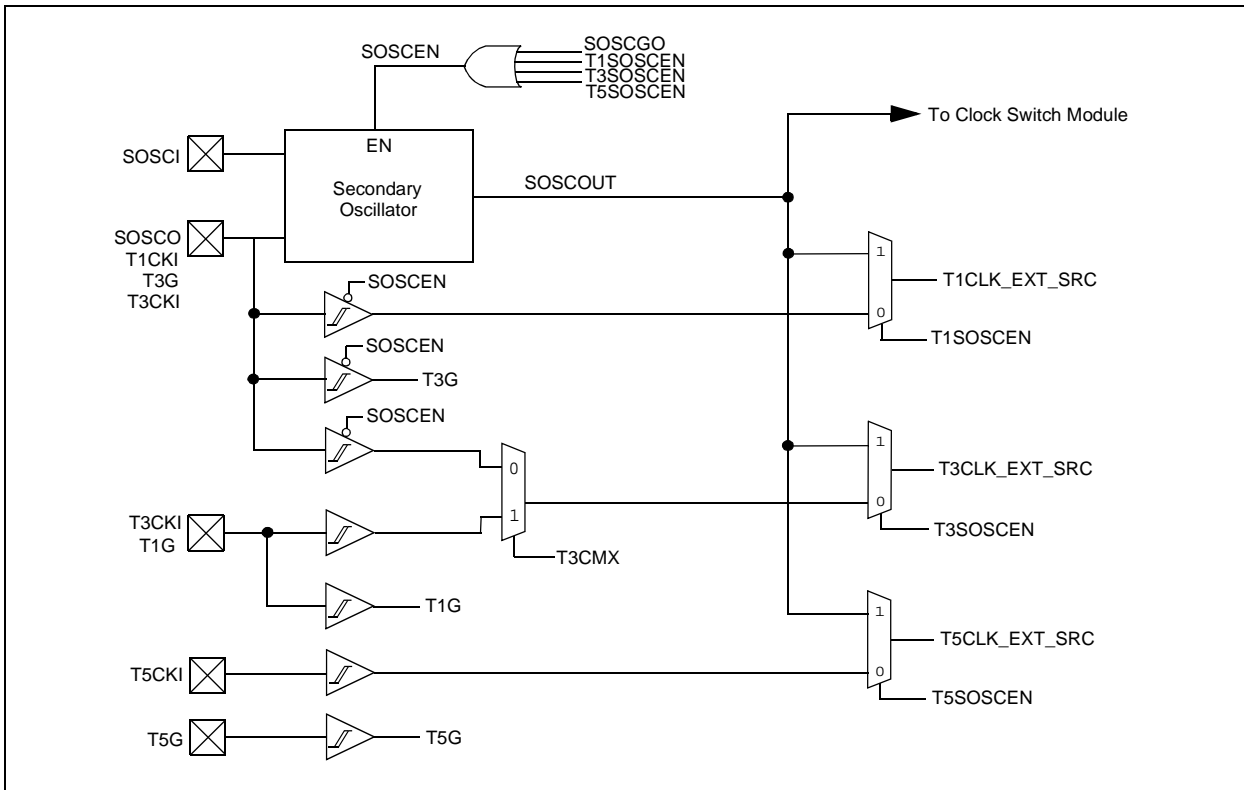 SOSCEN
SOSCGO
T1SOSCEN
T3SOSCEN
T5SOSCEN
To Clock Switch Module
SOSCI
EN
Secondary
Oscillator
SOSCOUT
SOSCO
T1CKI
T3G
T3CKI
SOSCEN
1
0
T1CLK_EXT_SRC
T1SOSCEN
SOSCEN
T3G
SOSCEN
0
1
T3CMX
1
0
T3CLK_EXT_SRC
T3SOSCEN
T3CKI
T1G
T1G
1
0
T5CLK_EXT_SRC
T5SOSCEN
T5CKI
T5G
T5G